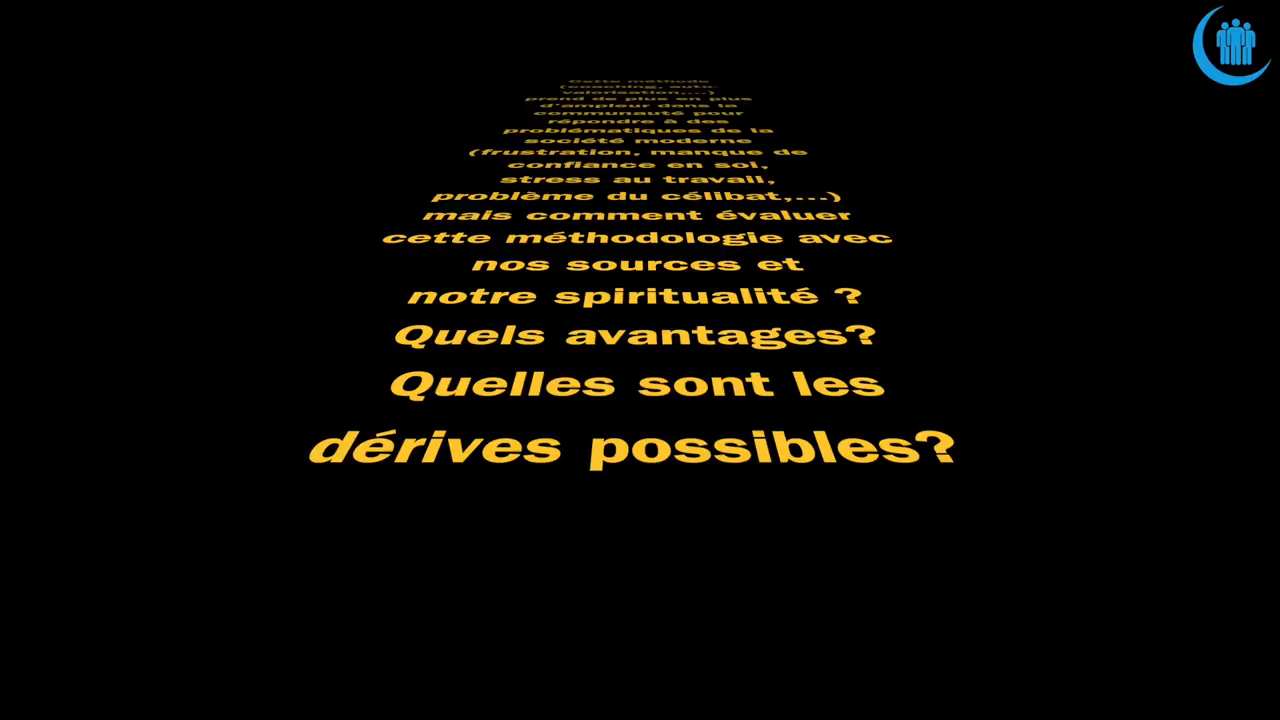 Cette méthode
(coaching, auto-
valorisation,...)
prend de plus en plus
d'ampleur dans la
communauté pour
répondre à des
problématiques de la
société moderne
(frustration, manque de
confiance en soi,
stress au travail,
problème du célibat,...)
mais comment évaluer
cette méthodologie avec
nos sources et
notre spiritualité ?
Quels avantages?
Quelles sont les
dérives possibles?